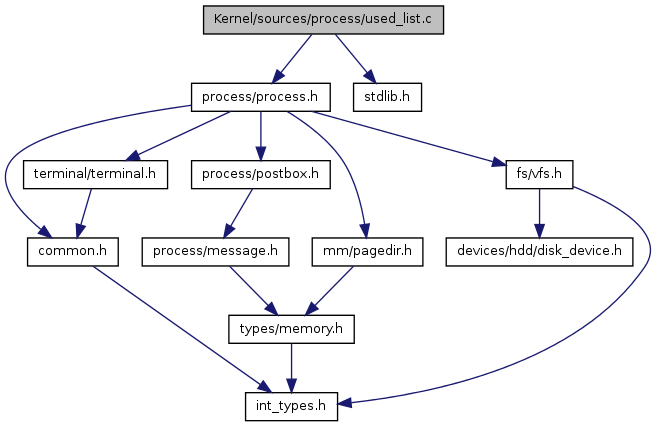 Kernel/sources/process/used_list.c
process/process.h
stdlib.h
terminal/terminal.h
process/postbox.h
fs/vfs.h
common.h
process/message.h
mm/pagedir.h
devices/hdd/disk_device.h
types/memory.h
int_types.h